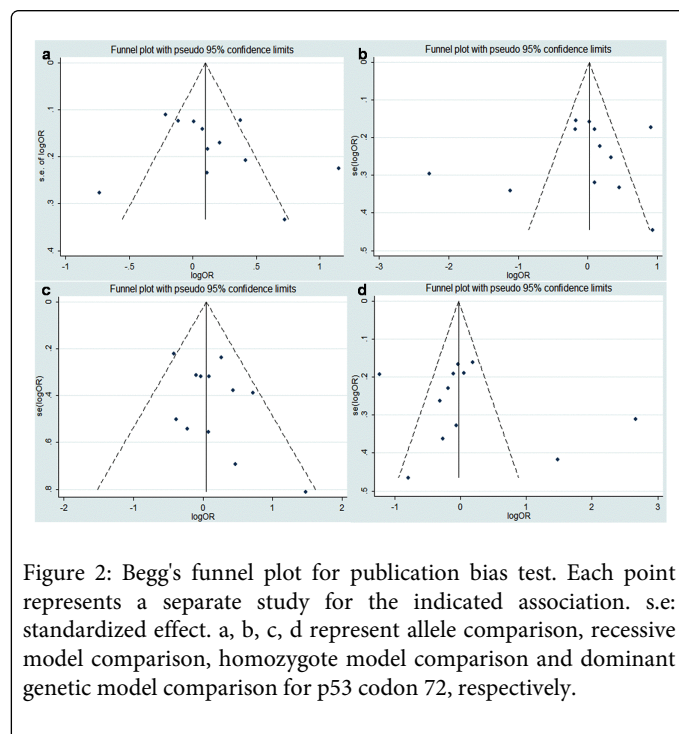 a
Funnel plot with pseudo 95% confidence limits
s.e. of logOR
0
.1
.2
.3
.4
-1 -.5 0 .5 1
logOR
b
Funnel plot with pseudo 95% confidence limits
se(logOR)
0
.1
.2
.3
.4
.5
-3 -2 -1 0 1
logOR
c
Funnel plot with pseudo 95% confidence limits
se(logOR)
0
.2
.4
.6
.8
-2 -1 0 1 2
logOR
d
Funnel plot with pseudo 95% confidence limits
se(logOR)
0
.1
.2
.3
.4
.5
-1 0 1 2 3
logOR
Figure 2: Begg's funnel plot for publication bias test. Each point
represents a separate study for the indicated association. s.e:
standardized effect. a, b, c, d represent allele comparison, recessive
model comparison, homozygote model comparison and dominant
genetic model comparison for p53 codon 72, respectively.